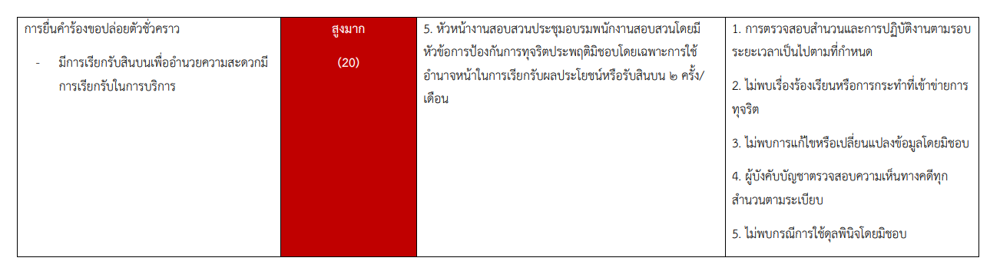 การยื่นคำร้องขอปล่อยตัวชั่วคราว
- มีการเรียกรับสินบนเพื่ออำนวยความสะดวกมี
การเรียกรับในการบริการ
สูงมาก
(20)
5. หัวหน้างานสอบสวนประชุมอบรมพนักงานสอบสวนโดยมี
หัวข้อการป้องกันการทุจริตประพฤติมิชอบโดยเฉพาะการใช้
อำนาจหน้าในการเรียกรับผลประโยชน์หรือรับสินบน ๒ ครั้ง/
เดือน
1. การตรวจสอบสำนวนและการปฏิบัติงานตามรอบ
ระยะเวลาเป็นไปตามที่กำหนด
2. ไม่พบเรื่องร้องเรียนหรือการกระทำที่เข้าข่ายการ
ทุจริต
3. ไม่พบการแก้ไขหรือเปลี่ยนแปลงข้อมูลโดยมิชอบ
4. ผู้บังคับบัญชาตรวจสอบความเห็นทางคดีทุก
สำนวนตามระเบียบ
5. ไม่พบกรณีการใช้ดุลพินิจโดยมิชอบ